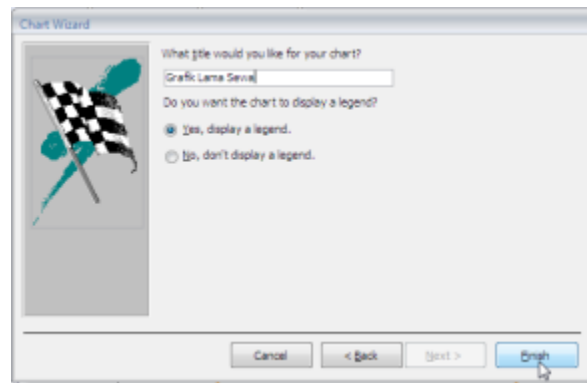 Chart Wizard
What title would you like for your chart?
Grafik Lama Sewa
Do you want the chart to display a legend?
Yes, display a legend.
No, don't display a legend.
Cancel < Back Next > Finish